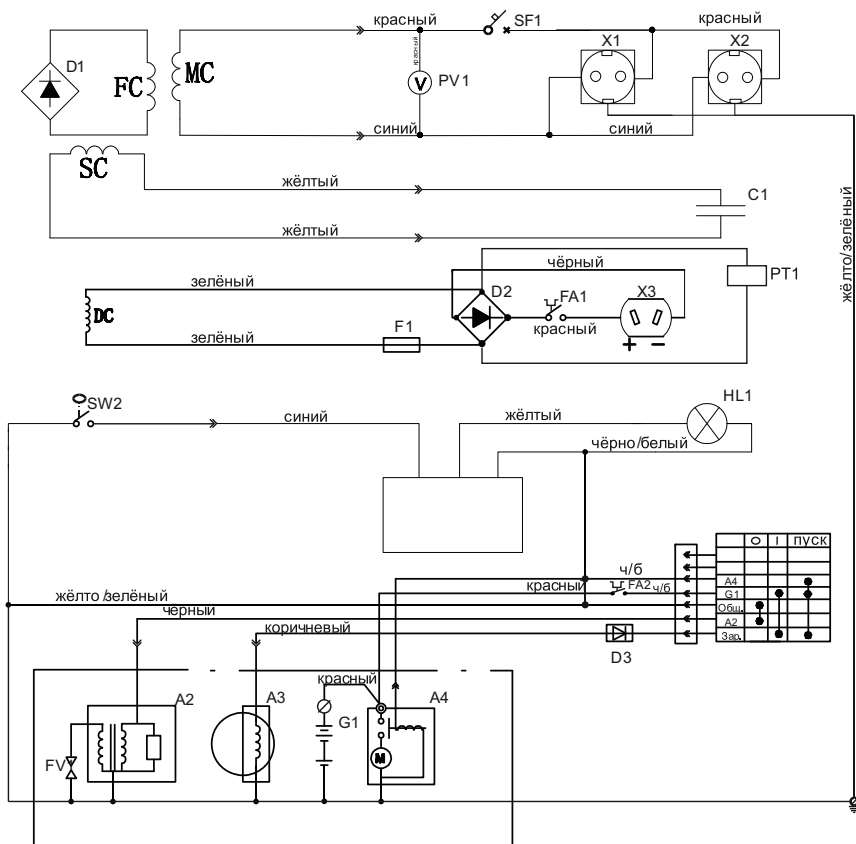 красный
SF1
красный
X1
X2
D1
красный
MC
FC
V
PV1
синий
синий
SC
жёлтый
C1
жёлтый
жёлто/зелёный
чёрный
зелёный
D2
FA1
X3
PT1
DC
F1
красный
зелёный
+ −
SW2
синий
жёлтый
HL1
чёрно/белый
О I пуск
ч/б
A4
красный
FA2 ч/б
G1
жёлто/зелёный
Общ.
черный
A2
коричневый
Зар.
D3
красный
A2
A3
A4
G1
FV
M